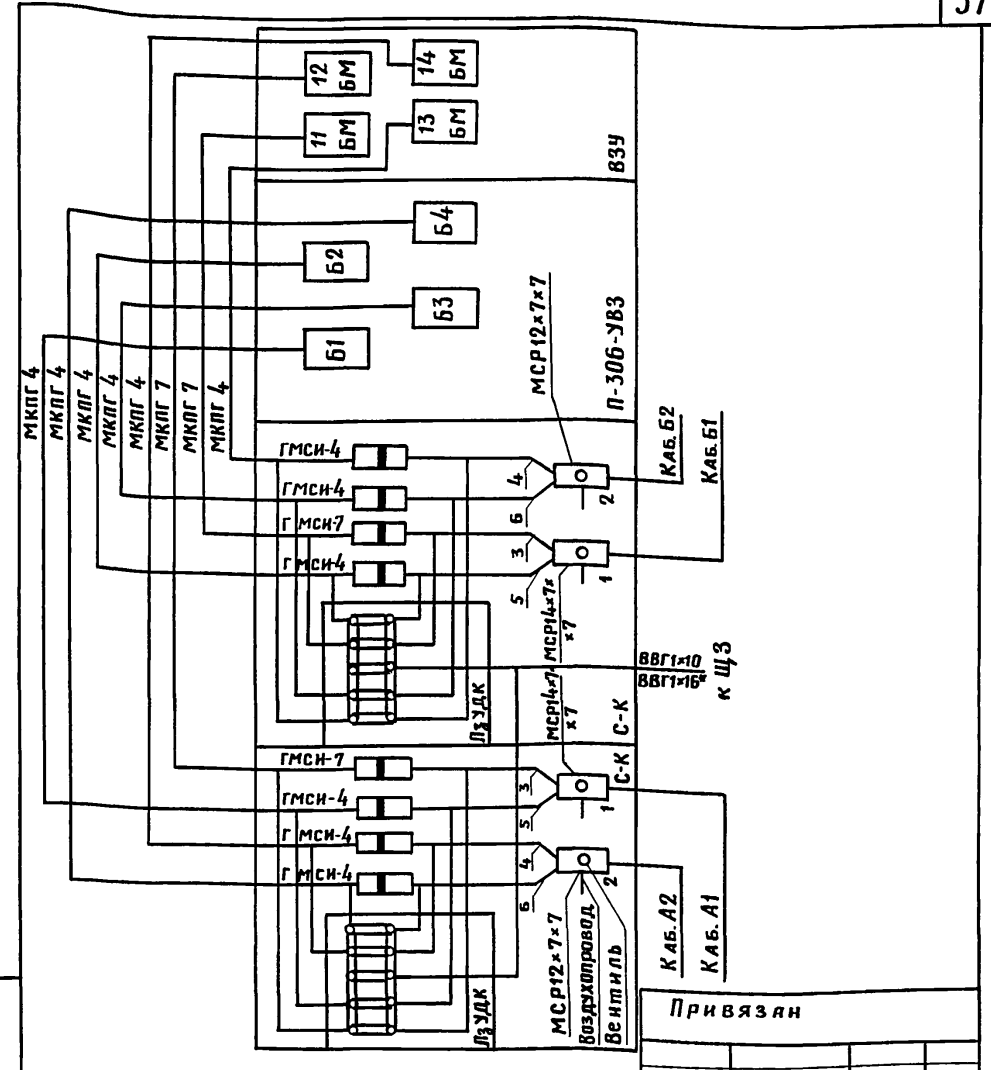 37
12
БМ
14
БМ
11
БМ
13
БМ
ВЗУ
Б4
Б2
Б3
Б1
П-306-УВЗ
МКПГ 4
МКПГ 4
МКПГ 4
МКПГ 4
МКПГ 4
МКПГ 7
МКПГ 7
МКПГ 4
МСР12×7×7
ГМСИ-4
ГМСИ-4
ГМСИ-7
ГМСИ-4
4
6
2
3
5
1
Каб. Б2
Каб. Б1
МСР14×7×
×7
ВВГ1×10
ВВГ1×16*
к ЩЗ
ЛзУДК
С-К
МСР14×7
×7
С-К
ГМСИ-7
ГМСИ-4
ГМСИ-4
ГМСИ-4
3
5
1
4
6
2
ЛзУДК
МСР12×7×7
Воздухопровод
Вентиль
Каб. А2
Каб. А1
Привязан